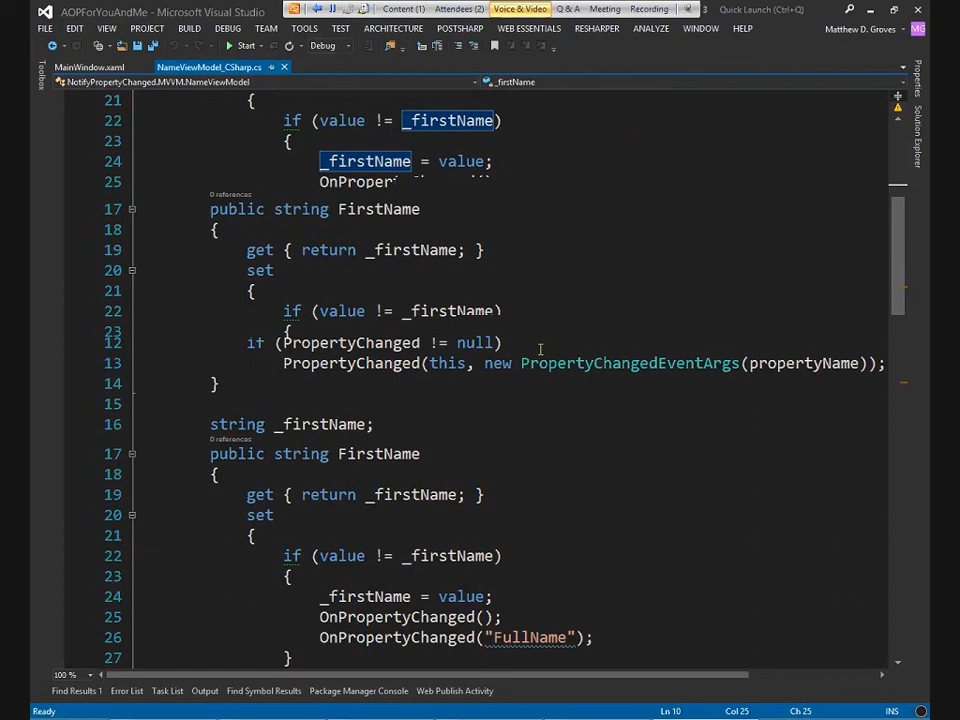 AOPForYouAndMe - Microsoft Visual Studio
Content (1) Attendees (2) Voice & Video Q & A Meeting Recording
3 Quick Launch (Ctrl+Q)
FILE EDIT VIEW PROJECT BUILD DEBUG TEAM TOOLS TEST ARCHITECTURE POSTSHARP WEB ESSENTIALS RESHARPER ANALYZE WINDOW HELP
Matthew D. Groves MG
Start Debug
Toolbox
MainWindow.xaml NameViewModel_CSharp.cs
NotifyPropertyChanged.MVVM.NameViewModel _firstName
Properties
Solution Explorer
21 {
22 if (value != _firstName)
23 {
24 _firstName = value;
25
0 references
17 public string FirstName
18 {
19 get { return _firstName; }
20 set
21 {
22 if (value != _firstName)
23 {
12 if (PropertyChanged != null)
13 PropertyChanged(this, new PropertyChangedEventArgs(propertyName));
14 }
15
16 string _firstName;
0 references
17 public string FirstName
18 {
19 get { return _firstName; }
20 set
21 {
22 if (value != _firstName)
23 {
24 _firstName = value;
25 OnPropertyChanged();
26 OnPropertyChanged("FullName");
27 }
100 %
Find Results 1 Error List Task List Output Find Symbol Results Package Manager Console Web Publish Activity
Ready Ln 10 Col 25 Ch 25 INS